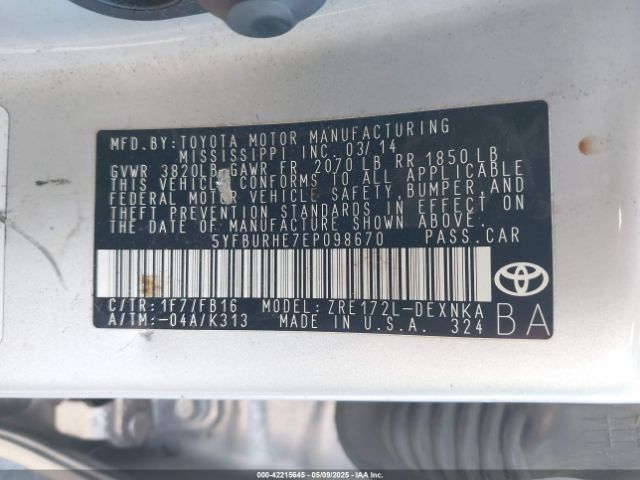 MFD. BY: TOYOTA MOTOR MANUFACTURING
MISSISSIPPI INC. 03/14
GVWR 3820LB GAWR FR. 2070 LB RR 1850 LB
THIS VEHICLE CONFORMS TO ALL APPLICABLE
FEDERAL MOTOR VEHICLE SAFETY, BUMPER, AND
THEFT PREVENTION STANDARDS IN EFFECT ON
THE DATE OF MANUFACTURE SHOWN ABOVE.
5YFBURHE7EP098670 PASS. CAR
C/TR: 1F7/FB16 MODEL: ZRE172L-DEXNKA
A/TM: -04A/K313 MADE IN U.S.A. 324
BA
000-42215645 | 05/09/2025 | IAA Inc.